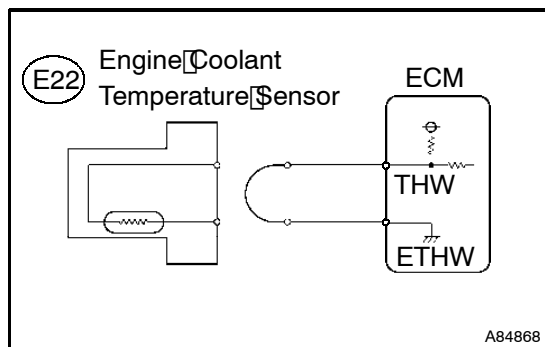 E22
Engine Coolant
Temperature Sensor
ECM
THW
ETHW
A84868